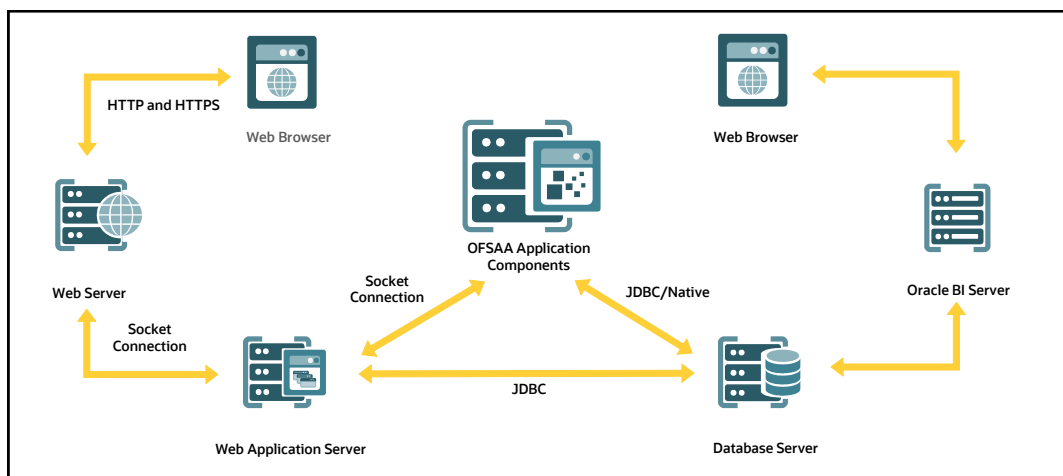 HTTP and HTTPS
Web Browser
Web Browser
OFSAA Application
Components
Web Server
Socket
Connection
JDBC/Native
Oracle BI Server
Socket
Connection
JDBC
Web Application Server
Database Server